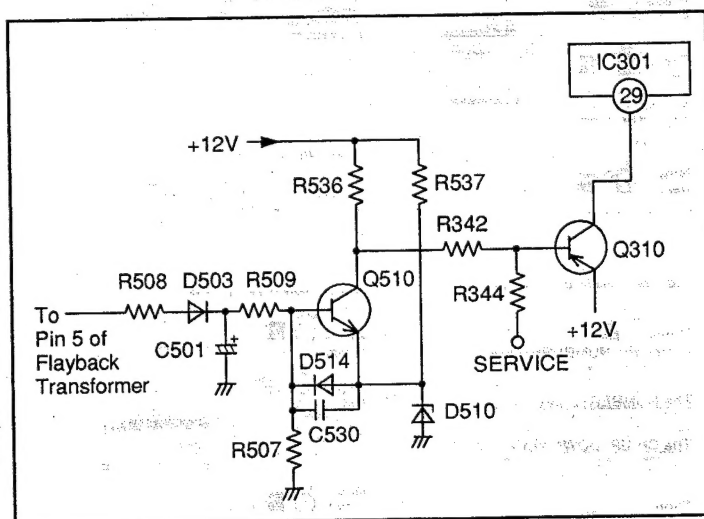 IC301
29
+12V
R536
R537
R342
Q310
R508
D503
R509
Q510
R344
+12V
To
Pin 5 of
Flayback
Transformer
C501
D514
SERVICE
C530
D510
R507